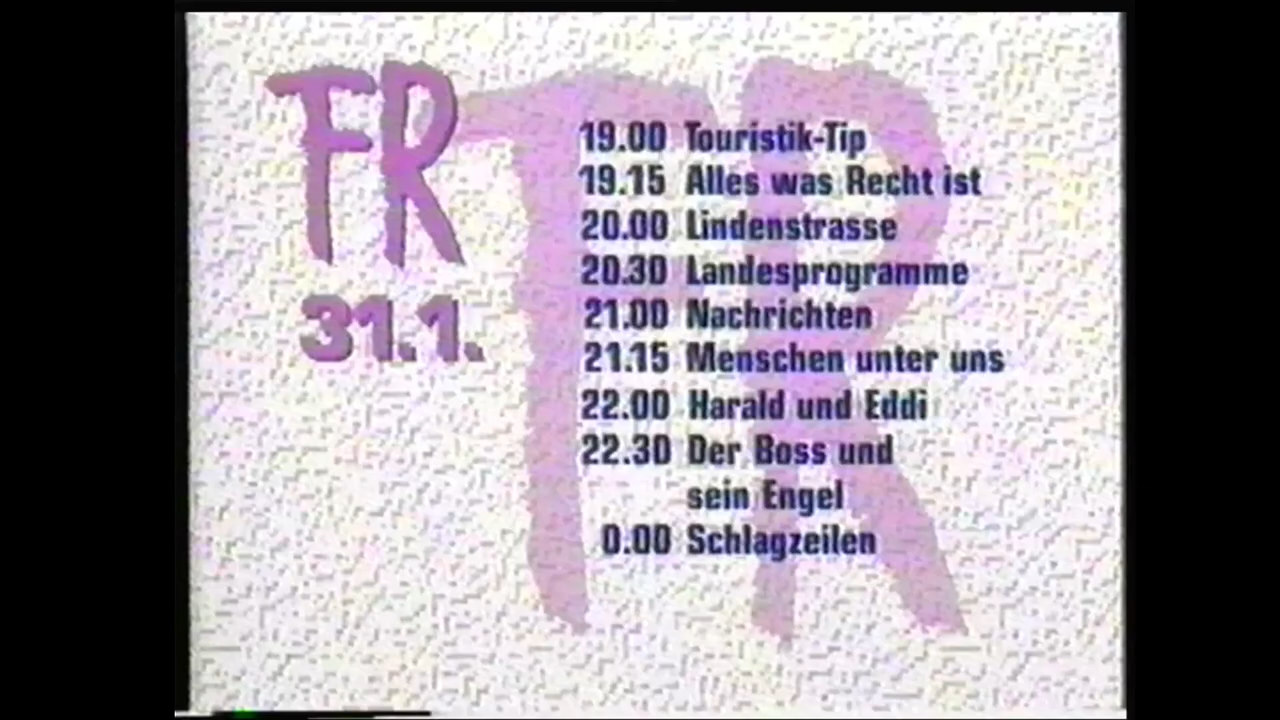 FR
31.1.
19.00 Touristik-Tip
19.15 Alles was Recht ist
20.00 Lindenstrasse
20.30 Landesprogramme
21.00 Nachrichten
21.15 Menschen unter uns
22.00 Harald und Eddi
22.30 Der Boss und
sein Engel
0.00 Schlagzeilen